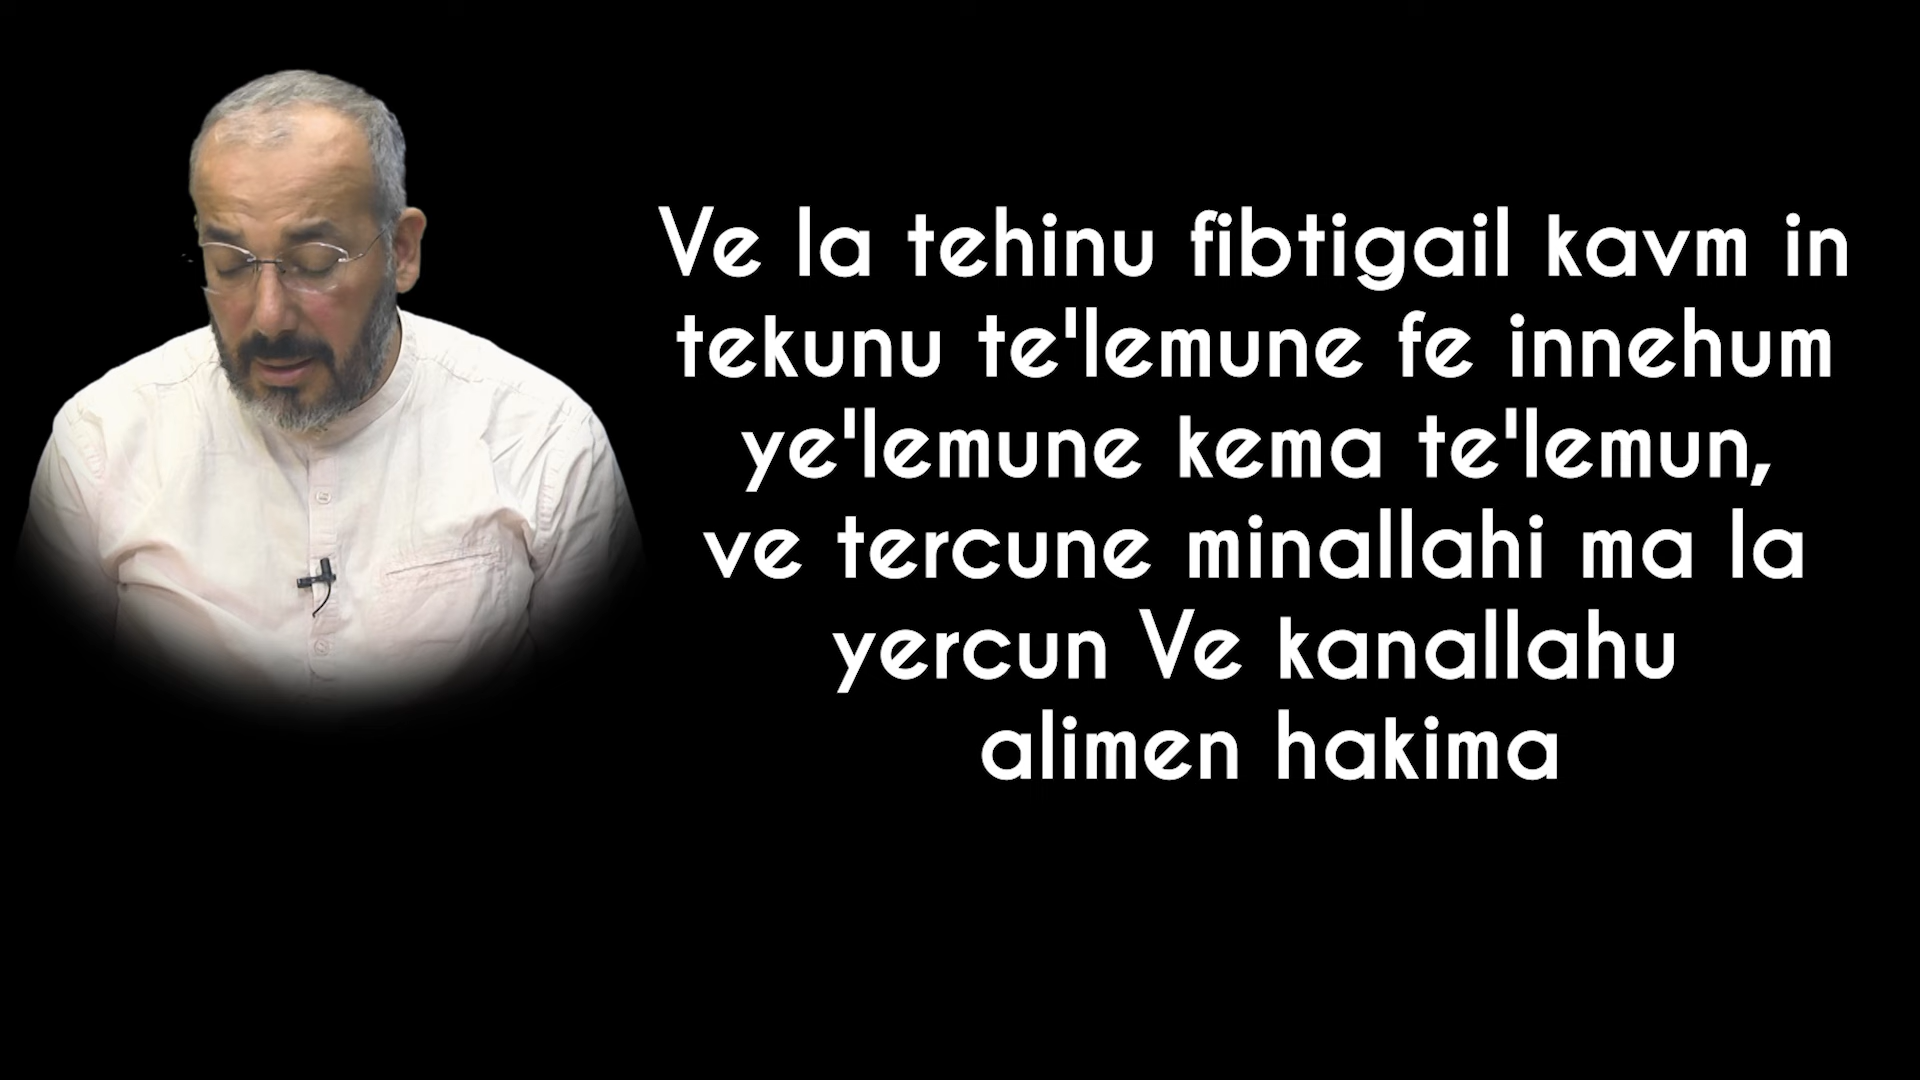 Ve la tehinu fibtigail kavm in
tekunu te'lemune fe innehum
ye'lemune kema te'lemun,
ve tercune minallahi ma la
yercun Ve kanallahu
alimen hakima